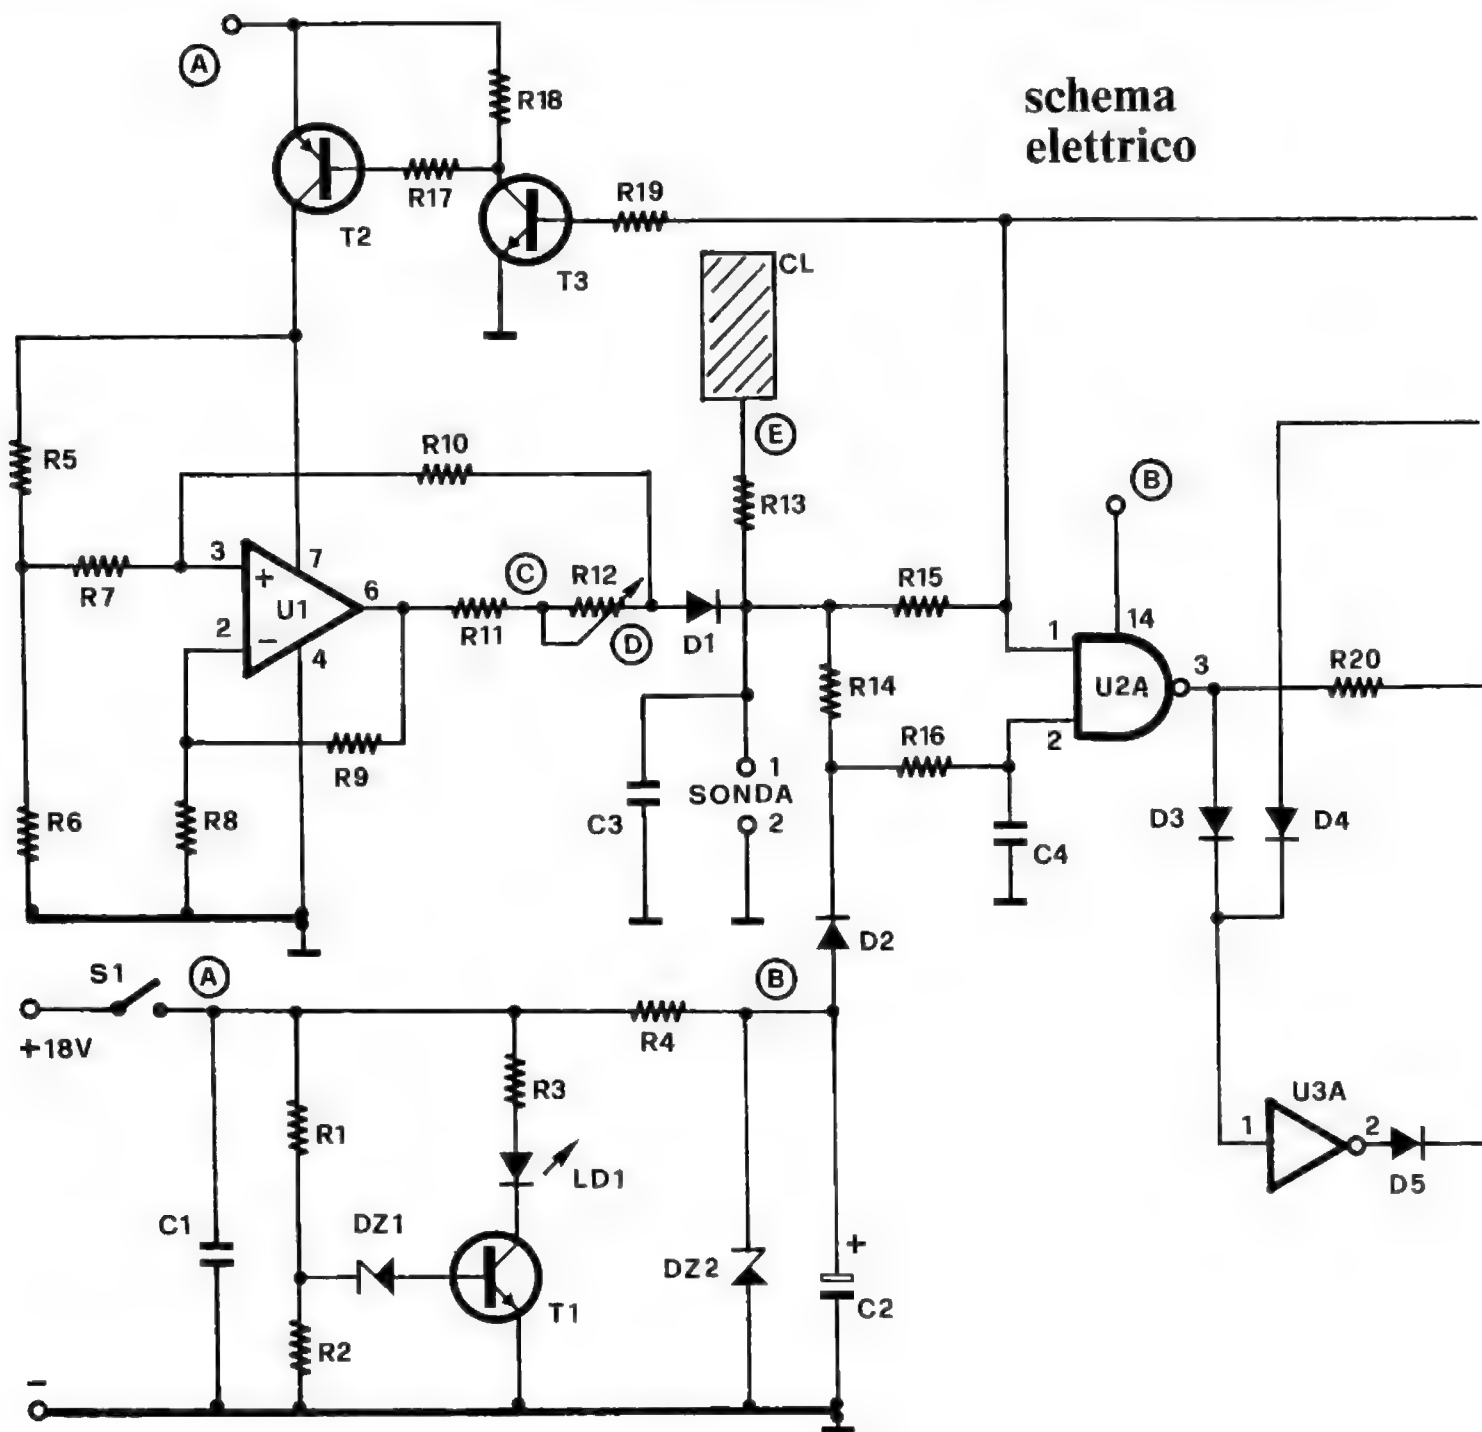 A
R18
schema
elettrico
R17
R19
T2
T3
CL
R5
R10
E
R13
B
R7
3
+
7
U1
6
C
R12
R15
2
−
4
R11
D
D1
1
14
R14
U2A
3
R20
R9
R16
2
1
SONDA
2
R6
R8
C3
C4
D3
D4
D2
S1
A
B
+18V
R4
R3
R1
LD1
U3A
1
2
D5
C1
DZ1
DZ2
+
C2
T1
R2
−